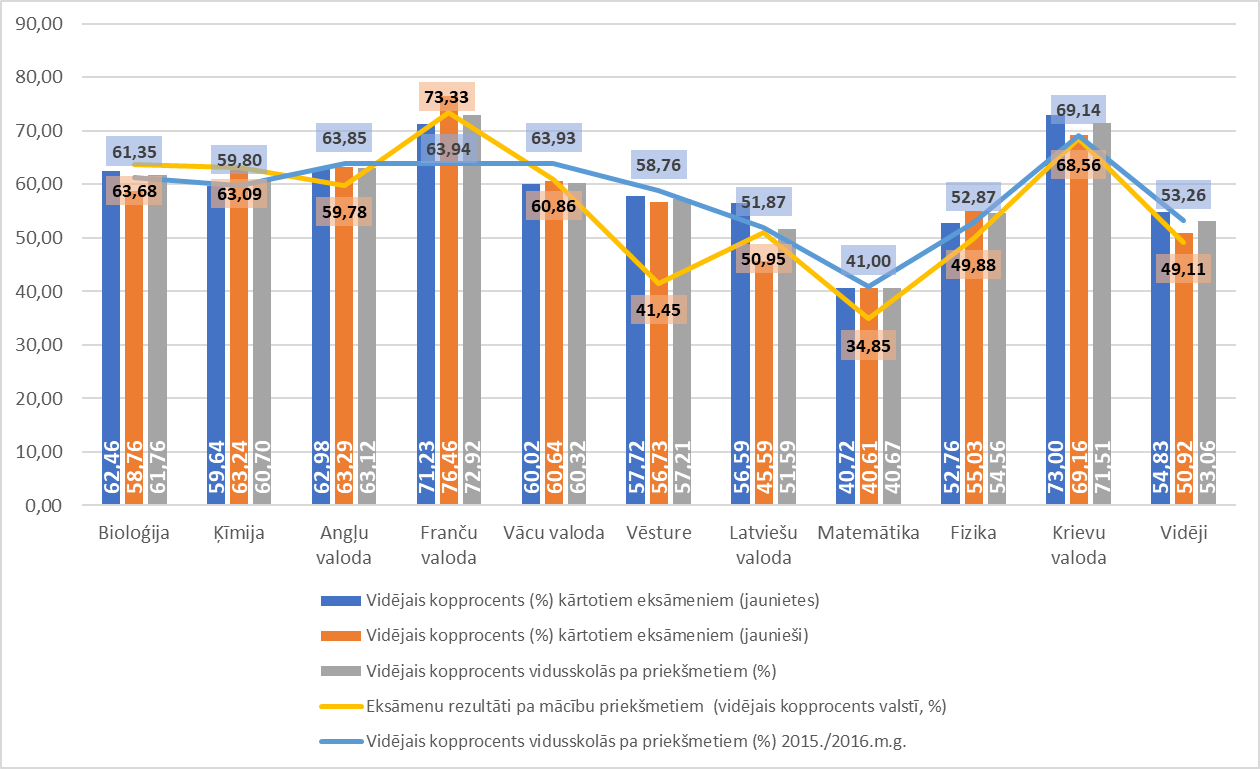 90,00
80,00
70,00
60,00
50,00
40,00
30,00
20,00
10,00
0,00
61,35 59,80 63,85 73,33 63,94 63,93 58,76 51,87 41,00 52,87 69,14 53,26
63,68 63,09 59,78 60,86 41,45 50,95 34,85 49,88 68,56 49,11
62,46 58,76 61,76
59,64 63,24 60,70
62,98 63,29 63,12
71,23 76,46 72,92
60,02 60,64 60,32
57,72 56,73 57,21
56,59 45,59 51,59
40,72 40,61 40,67
52,76 55,03 54,56
73,00 69,16 71,51
54,83 50,92 53,06
Bioloģija
Ķīmija
Angļu
valoda
Franču
valoda
Vācu valoda
Vēsture
Latviešu
valoda
Matemātika
Fizika
Krievu
valoda
Vidēji
Vidējais kopprocents (%) kārtotiem eksāmeniem (jaunietes)
Vidējais kopprocents (%) kārtotiem eksāmeniem (jaunieši)
Vidējais kopprocents vidusskolās pa priekšmetiem (%)
Eksāmenu rezultāti pa mācību priekšmetiem (vidējais kopprocents valstī, %)
Vidējais kopprocents vidusskolās pa priekšmetiem (%) 2015./2016.m.g.